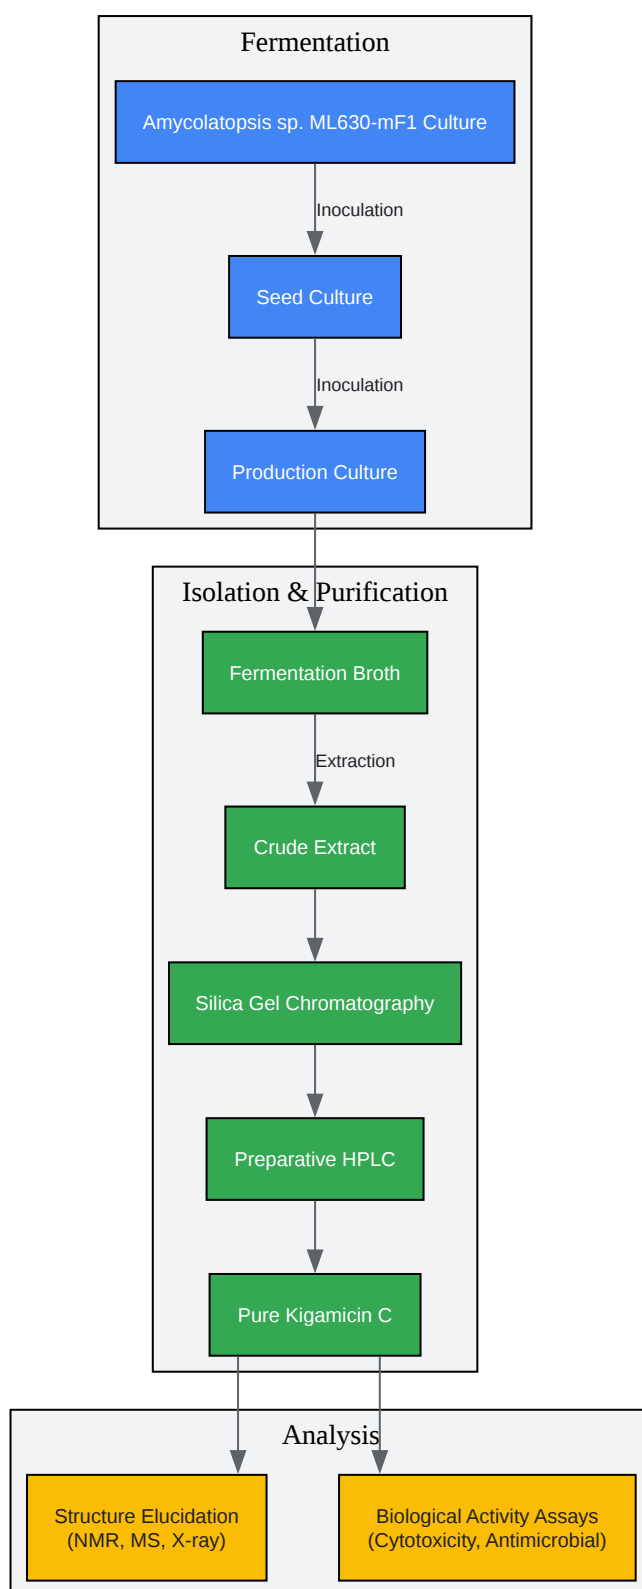 Fermentation
Amycolatopsis sp. ML630-mF1 Culture
Inoculation
Seed Culture
Inoculation
Production Culture
Isolation & Purification
Fermentation Broth
Extraction
Crude Extract
Silica Gel Chromatography
Preparative HPLC
Pure Kigamicin C
Analysis
Structure Elucidation
(NMR, MS, X-ray)
Biological Activity Assays
(Cytotoxicity, Antimicrobial)